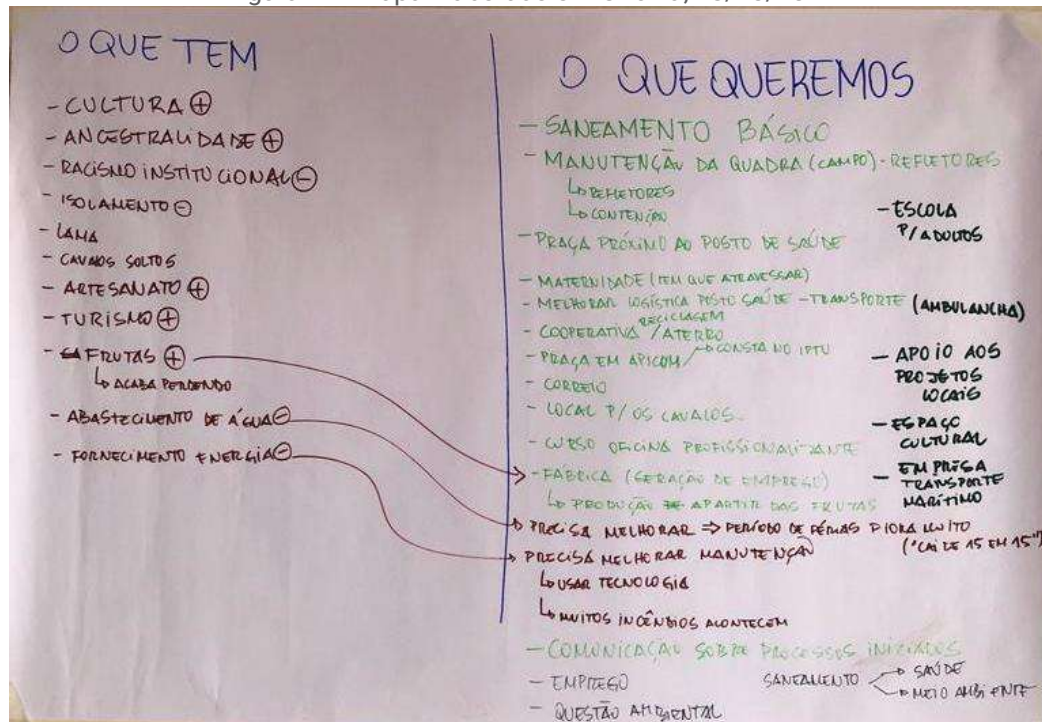 O QUE TEM
- CULTURA ⊕
- ANCESTRALIDADE ⊕
- RACISMO INSTITUCIONAL ⊖
- ISOLAMENTO ⊖
- LAMA
- CAVALOS SOLTOS
- ARTESANATO ⊕
- TURISMO ⊕
- FRUTAS ⊕
↳ ACABA PERDENDO
- ABASTECIMENTO DE ÁGUA ⊖
- FORNECIMENTO ENERGIA ⊖
O QUE QUEREMOS
- SANEAMENTO BÁSICO
- MANUTENÇÃO DA QUADRA (CAMPO) - REFLETORES
↳ REFLETORES
↳ CONTENÇÃO
- PRAÇA PRÓXIMO AO POSTO DE SAÚDE
- MATERNIDADE (TEM QUE ATRAVESSAR)
- MELHORAR LOGÍSTICA POSTO SAÚDE - TRANSPORTE (AMBULANCHA)
RECICLAGEM
- COOPERATIVA / ATERRO
- PRAÇA EM APICUM / → CONSTA NO IPTU
- CORREIO
- LOCAL P/ OS CAVALOS
- CURSO OFICINA PROFISSIONALIZANTE
- FÁBRICA (GERAÇÃO DE EMPREGO)
↳ PRODUÇÃO APARTIR DAS FRUTAS
- ESCOLA
P/ ADULTOS
- APOIO AOS
PROJETOS
LOCAIS
- ESPAÇO
CULTURAL
- EMPRESA
TRANSPORTE
MARÍTIMO
PRECISA MELHORAR ⇒ PERÍODO DE FÉRIAS PIORA MUITO
("CAI DE 15 EM 15")
PRECISA MELHORAR MANUTENÇÃO
↳ USAR TECNOLOGIA
↳ MUITOS INCÊNDIOS ACONTECEM
- COMUNICAÇÃO SOBRE PROCESSOS INICIADOS
- EMPREGO
SANEAMENTO → SAÚDE
→ MEIO AMBIENTE
- QUESTÃO AMBIENTAL